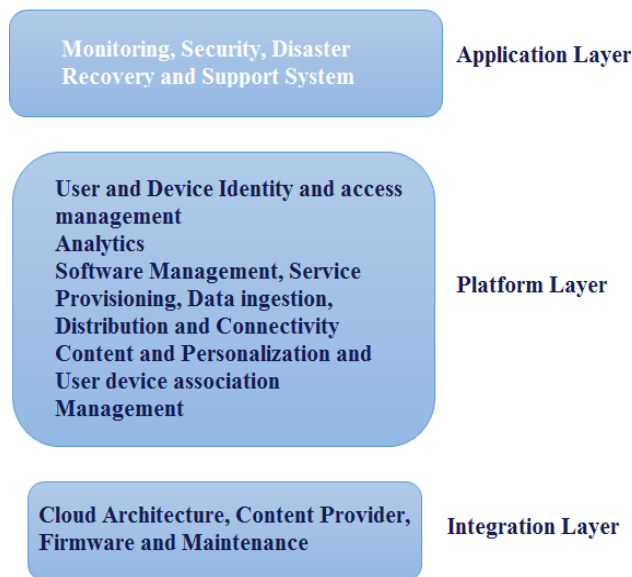 Monitoring, Security, Disaster
Recovery and Support System
Application Layer
User and Device Identity and access
management
Analytics
Software Management, Service
Provisioning, Data ingestion,
Distribution and Connectivity
Content and Personalization and
User device association
Management
Platform Layer
Cloud Architecture, Content Provider,
Firmware and Maintenance
Integration Layer